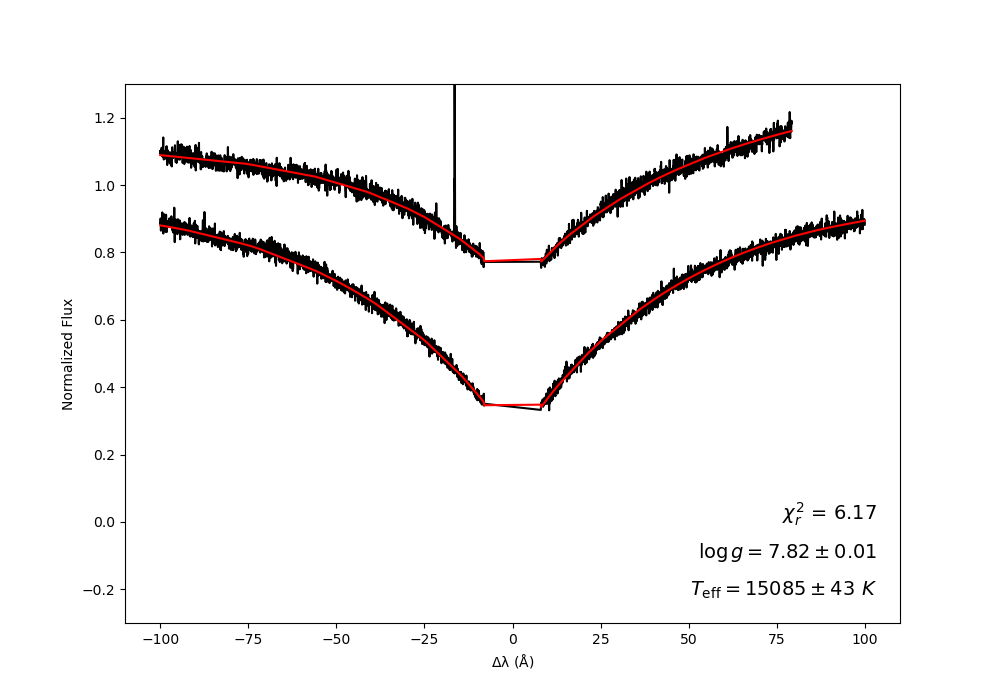 1.2
1.0
0.8
0.6
0.4
0.2
0.0
−0.2
Normalized Flux
χ²ᵣ = 6.17
log g = 7.82 ± 0.01
T_eff = 15085 ± 43 K
−100 −75 −50 −25 0 25 50 75 100
Δλ (Å)